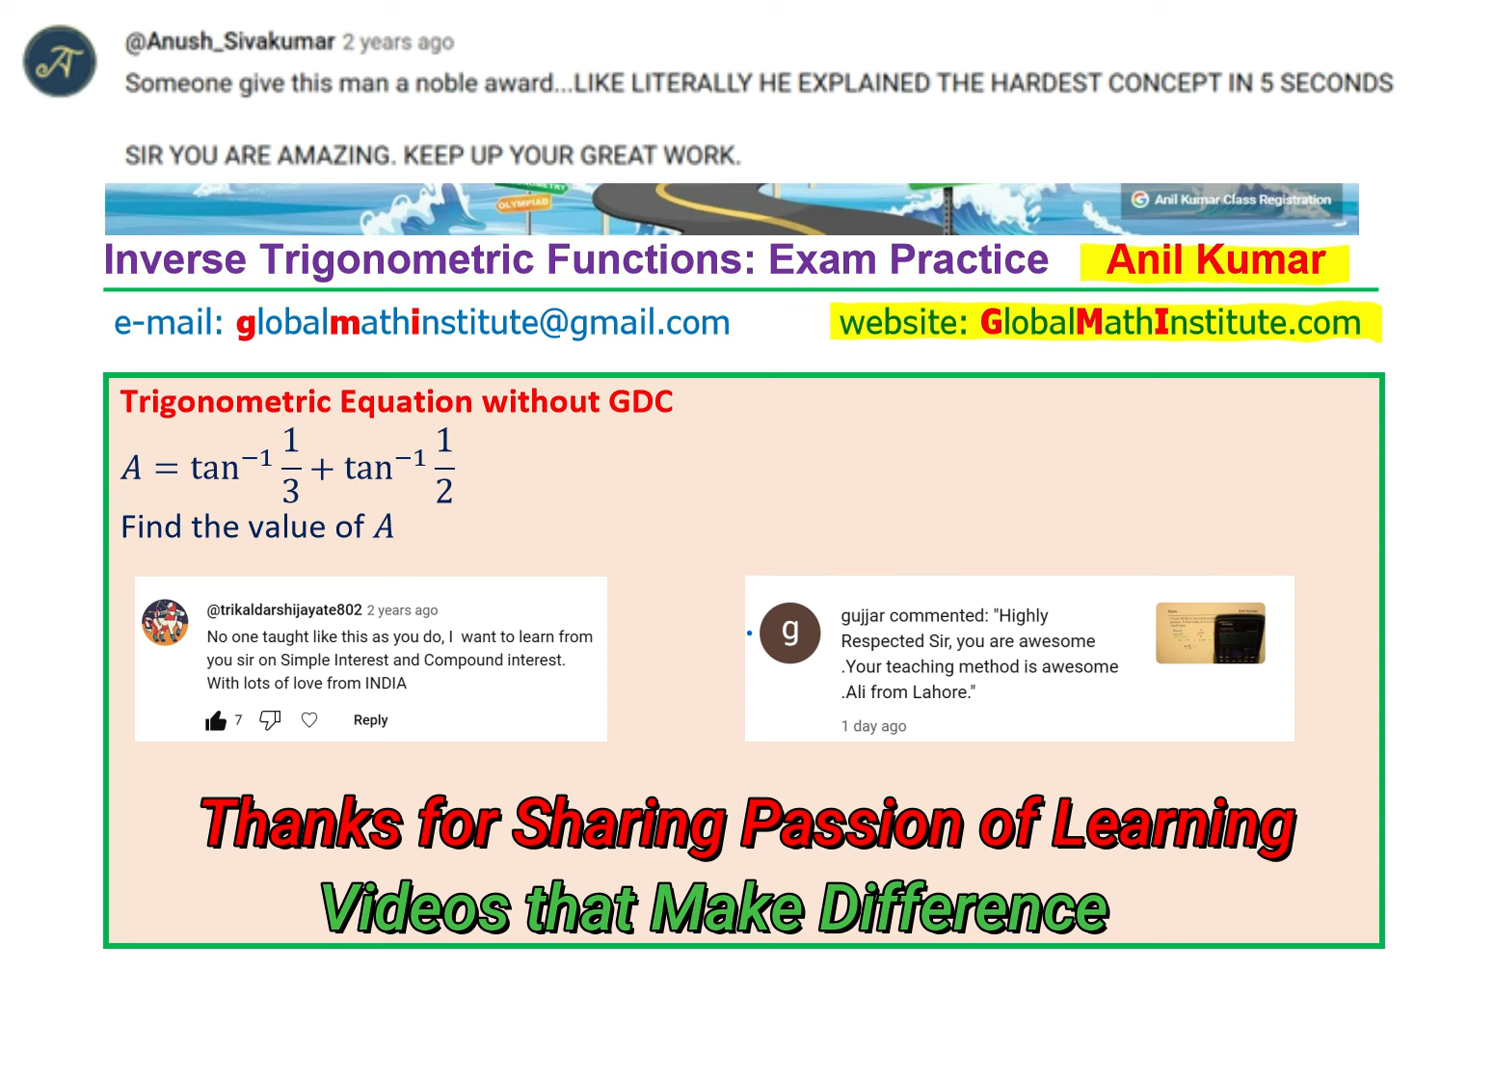 @Anush_Sivakumar 2 years ago
Someone give this man a noble award...LIKE LITERALLY HE EXPLAINED THE HARDEST CONCEPT IN 5 SECONDS
SIR YOU ARE AMAZING. KEEP UP YOUR GREAT WORK.
OLYMPIAD
Anil Kumar Class Registration
Inverse Trigonometric Functions: Exam Practice Anil Kumar
e-mail: globalmathinstitute@gmail.com website: GlobalMathInstitute.com
Trigonometric Equation without GDC
A = tan⁻¹ 1/3 + tan⁻¹ 1/2
Find the value of A
@trikaldarshijayate802 2 years ago
No one taught like this as you do, I want to learn from
you sir on Simple Interest and Compound interest.
With lots of love from INDIA
7 Reply
g
gujjar commented: "Highly
Respected Sir, you are awesome
.Your teaching method is awesome
.Ali from Lahore."
1 day ago
Thanks for Sharing Passion of Learning
Videos that Make Difference